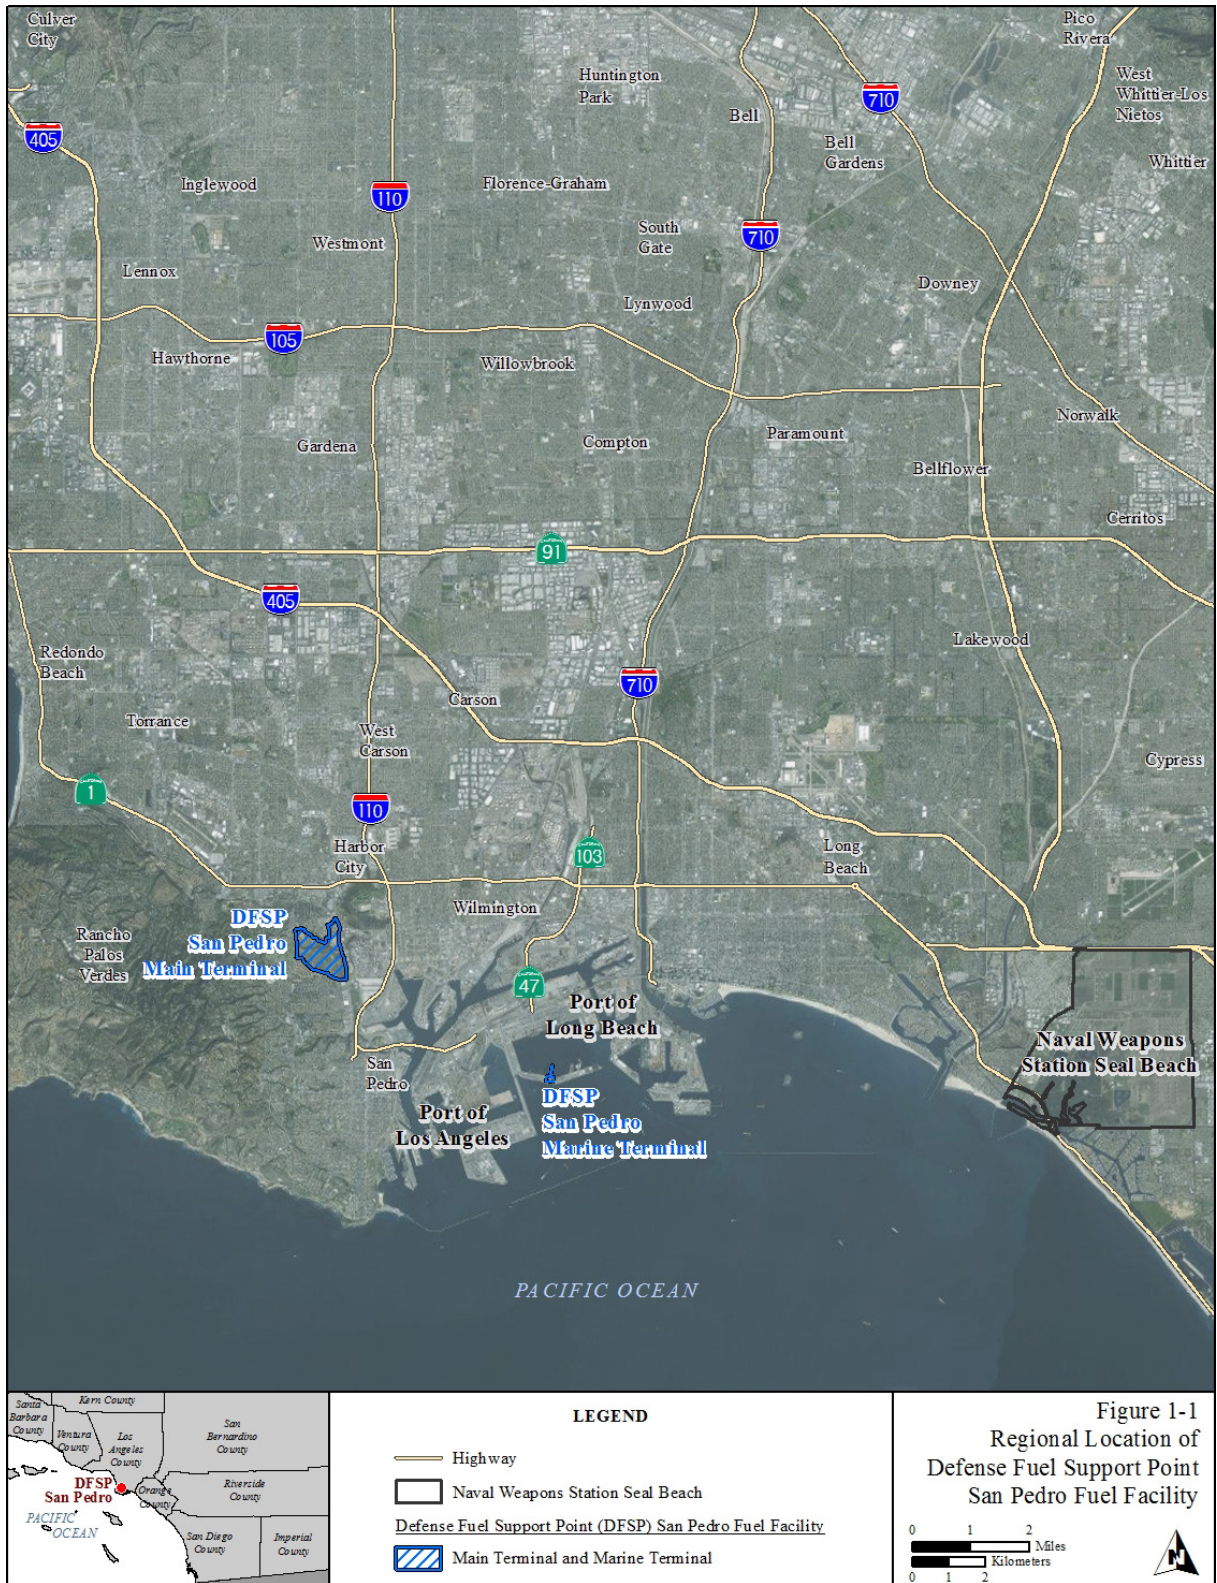 Culver
City
Pico
Rivera
Huntington
Park
West
Whittier-Los
Nietos
710
Bell
405
Bell
Gardens
Whittier
Inglewood
Florence-Graham
110
South
Gate
710
Westmont
Lennox
Downey
Lynwood
105
Hawthorne
Willowbrook
Norwalk
Gardena
Compton
Paramount
Bellflower
Cerritos
91
405
Lakewood
Redondo
Beach
710
Carson
Torrance
West
Carson
Cypress
1
110
Harbor
City
103
Long
Beach
Wilmington
DFSP
San Pedro
Main Terminal
Rancho
Palos
Verdes
47
Port of
Long Beach
Naval Weapons
Station Seal Beach
San
Pedro
DFSP
San Pedro
Marine Terminal
Port of
Los Angeles
PACIFIC OCEAN
Santa
Barbara
County
Kern County
Ventura
County
Los
Angeles
County
San
Bernardino
County
DFSP
San Pedro
Orange
County
Riverside
County
PACIFIC
OCEAN
San Diego
County
Imperial
County
LEGEND
Highway
Naval Weapons Station Seal Beach
Defense Fuel Support Point (DFSP) San Pedro Fuel Facility
Main Terminal and Marine Terminal
Figure 1-1
Regional Location of
Defense Fuel Support Point
San Pedro Fuel Facility
0 1 2
Miles
Kilometers
0 1 2
N